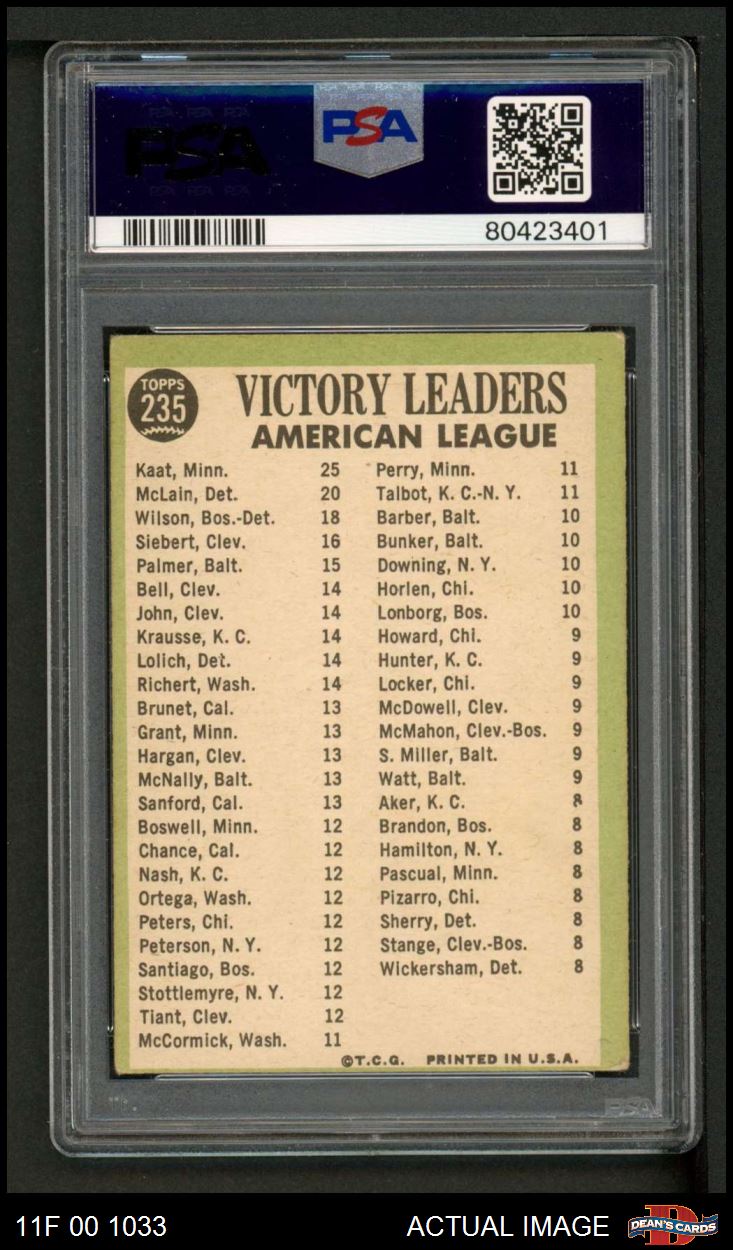 PSA
PSA
80423401
TOPPS
235
VICTORY LEADERS
AMERICAN LEAGUE
Kaat, Minn. 25
McLain, Det. 20
Wilson, Bos.-Det. 18
Siebert, Clev. 16
Palmer, Balt. 15
Bell, Clev. 14
John, Clev. 14
Krausse, K. C. 14
Lolich, Det. 14
Richert, Wash. 14
Brunet, Cal. 13
Grant, Minn. 13
Hargan, Clev. 13
McNally, Balt. 13
Sanford, Cal. 13
Boswell, Minn. 12
Chance, Cal. 12
Nash, K. C. 12
Ortega, Wash. 12
Peters, Chi. 12
Peterson, N. Y. 12
Santiago, Bos. 12
Stottlemyre, N. Y. 12
Tiant, Clev. 12
McCormick, Wash. 11
Perry, Minn. 11
Talbot, K. C.-N. Y. 11
Barber, Balt. 10
Bunker, Balt. 10
Downing, N. Y. 10
Horlen, Chi. 10
Lonborg, Bos. 10
Howard, Chi. 9
Hunter, K. C. 9
Locker, Chi. 9
McDowell, Clev. 9
McMahon, Clev.-Bos. 9
S. Miller, Balt. 9
Watt, Balt. 9
Aker, K. C. 8
Brandon, Bos. 8
Hamilton, N. Y. 8
Pascual, Minn. 8
Pizarro, Chi. 8
Sherry, Det. 8
Stange, Clev.-Bos. 8
Wickersham, Det. 8
©T.C.G. PRINTED IN U.S.A.
PSA
11F 00 1033 ACTUAL IMAGE
DEAN'S CARDS